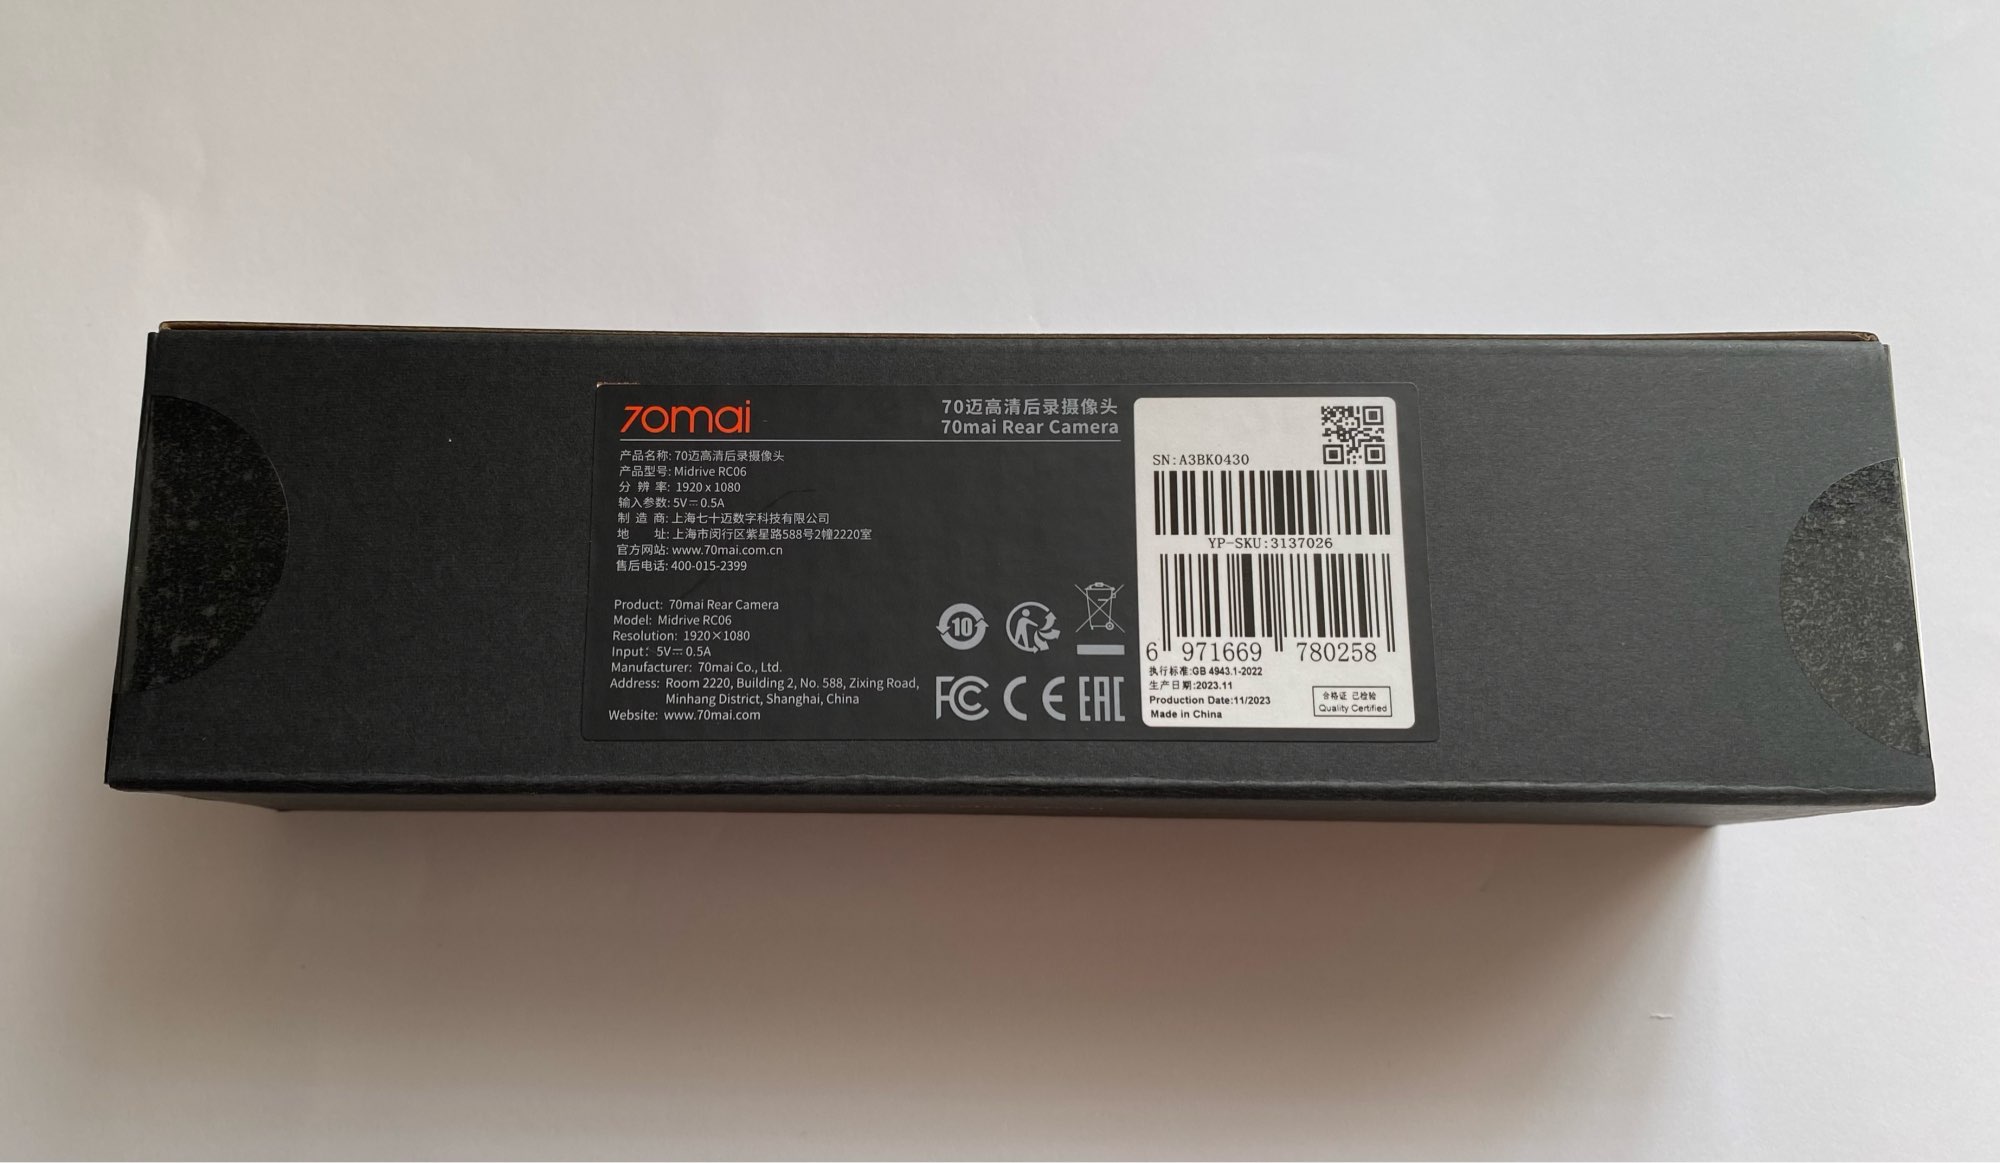 70mai
70迈高清后录摄像头
70mai Rear Camera
产品名称: 70迈高清后录摄像头
产品型号: Midrive RC06
分 辨 率: 1920 x 1080
输入参数: 5V⎓0.5A
制 造 商: 上海七十迈数字科技有限公司
地 址: 上海市闵行区紫星路588号2幢2220室
官方网站: www.70mai.com.cn
售后电话: 400-015-2399
Product: 70mai Rear Camera
Model: Midrive RC06
Resolution: 1920×1080
Input: 5V⎓0.5A
Manufacturer: 70mai Co., Ltd.
Address: Room 2220, Building 2, No. 588, Zixing Road,
Minhang District, Shanghai, China
Website: www.70mai.com
10
FC CE EAC
SN:A3BK0430
YP-SKU:3137026
6 971669 780258
执行标准:GB 4943.1-2022
生产日期:2023.11
Production Date:11/2023
Made in China
合格证 已检验
Quality Certified